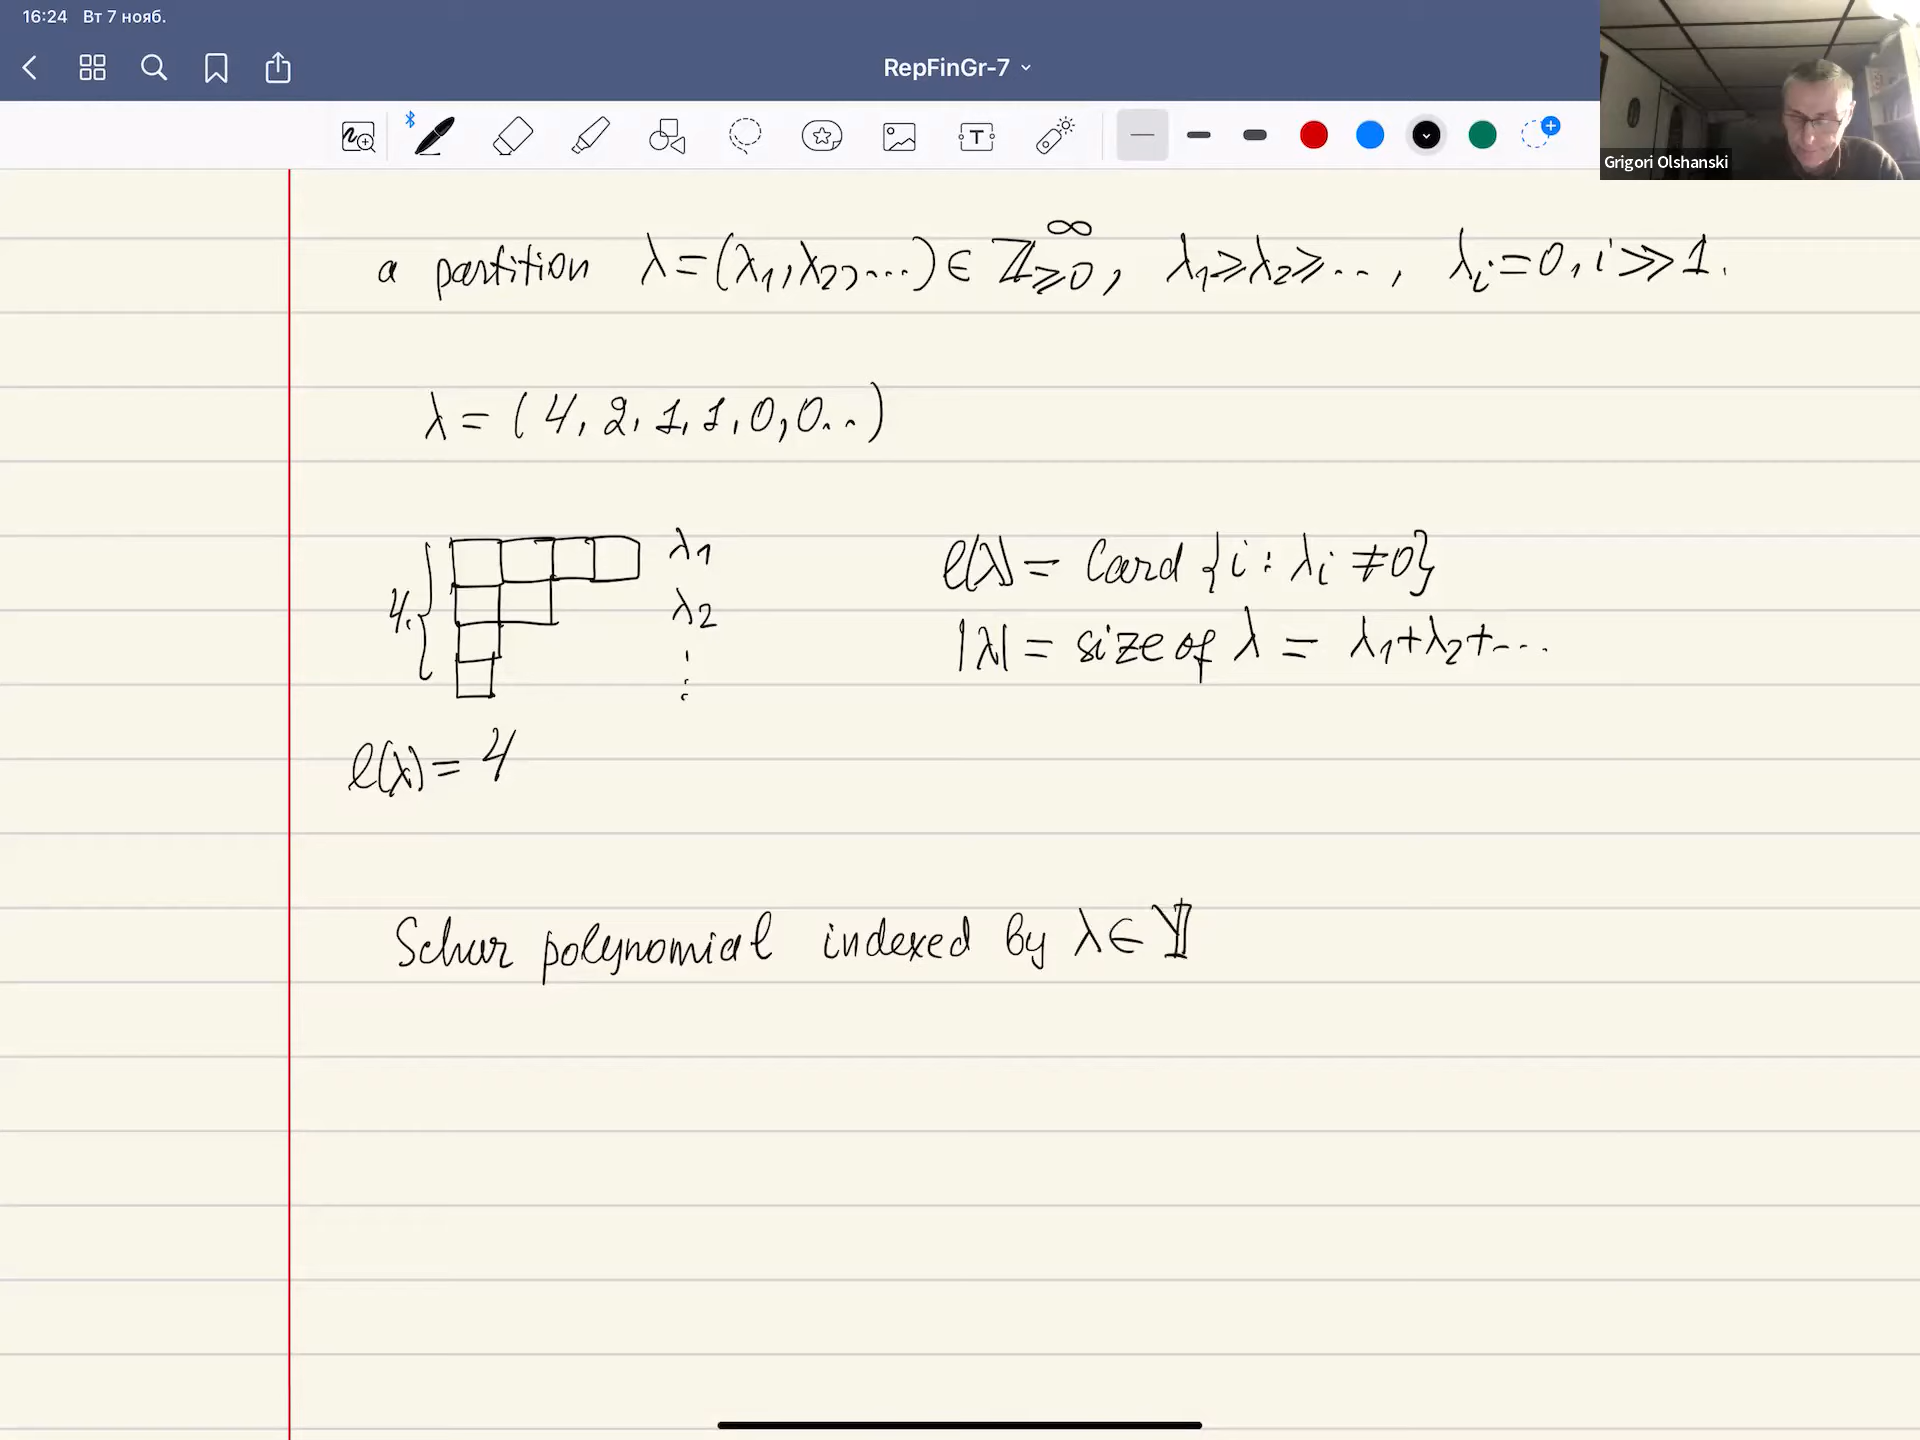 16:24 Вт 7 нояб.
RepFinGr-7
Grigori Olshanski
a partition λ=(λ₁,λ₂,...) ∈ ℤ^∞_{≥0}, λ₁≥λ₂≥..., λᵢ=0, i≫1.
λ = (4, 2, 1, 1, 0, 0...)
4. λ₁
λ₂
⋮
ℓ(λ) = Card {i : λᵢ ≠ 0}
|λ| = size of λ = λ₁+λ₂+...
ℓ(λ) = 4
Schur polynomial indexed by λ ∈ 𝕐